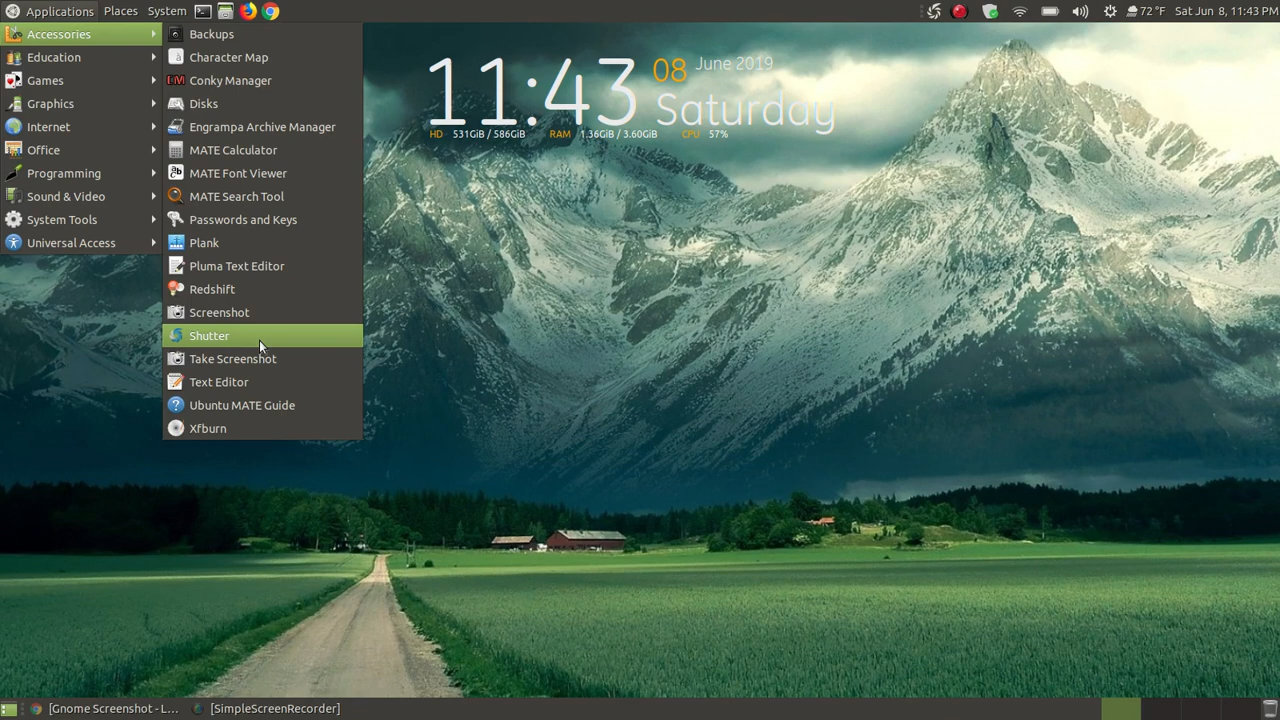 Applications Places System 72 °F Sat Jun 8, 11:43 PM
Accessories
Education
Games
Graphics
Internet
Office
Programming
Sound & Video
System Tools
Universal Access
Backups
Character Map
Conky Manager
Disks
Engrampa Archive Manager
MATE Calculator
MATE Font Viewer
MATE Search Tool
Passwords and Keys
Plank
Pluma Text Editor
Redshift
Screenshot
Shutter
Take Screenshot
Text Editor
Ubuntu MATE Guide
Xfburn
11:43 08 June 2019
Saturday
HD 531GiB / 586GiB RAM 1.36GiB / 3.60GiB CPU 57%
[Gnome Screenshot - L... [SimpleScreenRecorder]